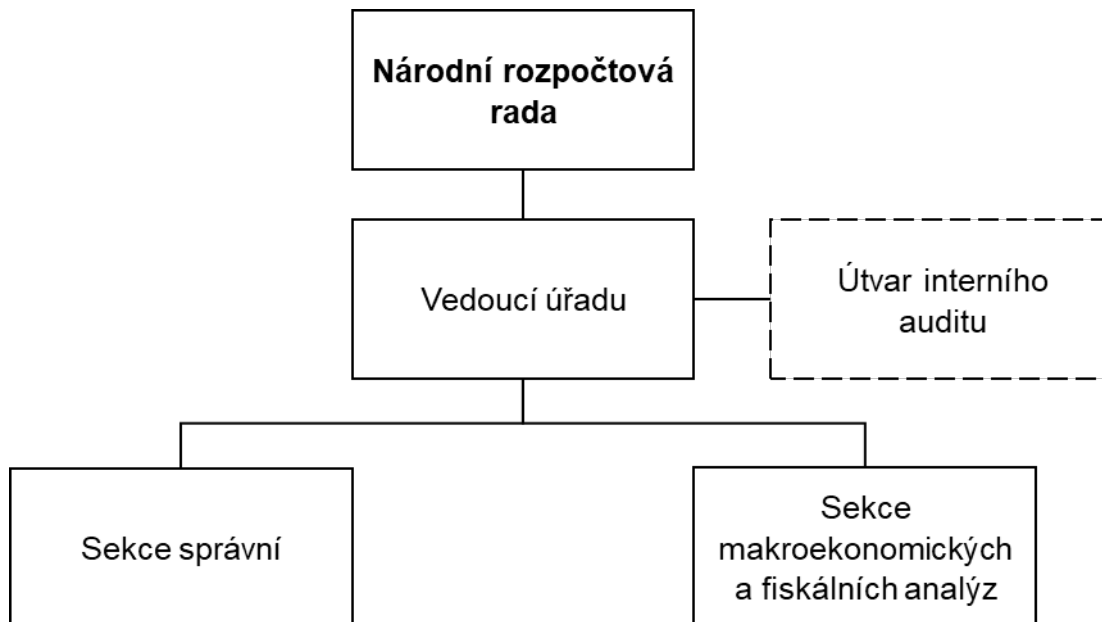 Národní rozpočtová
rada
Vedoucí úřadu
Útvar interního
auditu
Sekce správní
Sekce
makroekonomických
a fiskálních analýz